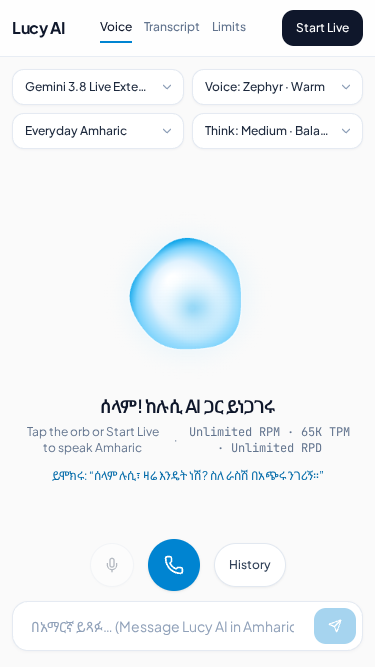 Lucy AI
Voice Transcript Limits
Start Live
Gemini 3.8 Live Exte...
Voice: Zephyr · Warm
Everyday Amharic
Think: Medium · Bala...
ሰላም! ከሉሲ AI ጋር ይነጋገሩ
Tap the orb or Start Live
to speak Amharic
·
Unlimited RPM · 65K TPM
· Unlimited RPD
ይሞክሩ: “ሰላም ሉሲ፣ ዛሬ እንዴት ነሽ? ስለ ራስሽ በአጭሩ ንገሪኝ።”
History
በአማርኛ ይጻፉ... (Message Lucy AI in Amharic